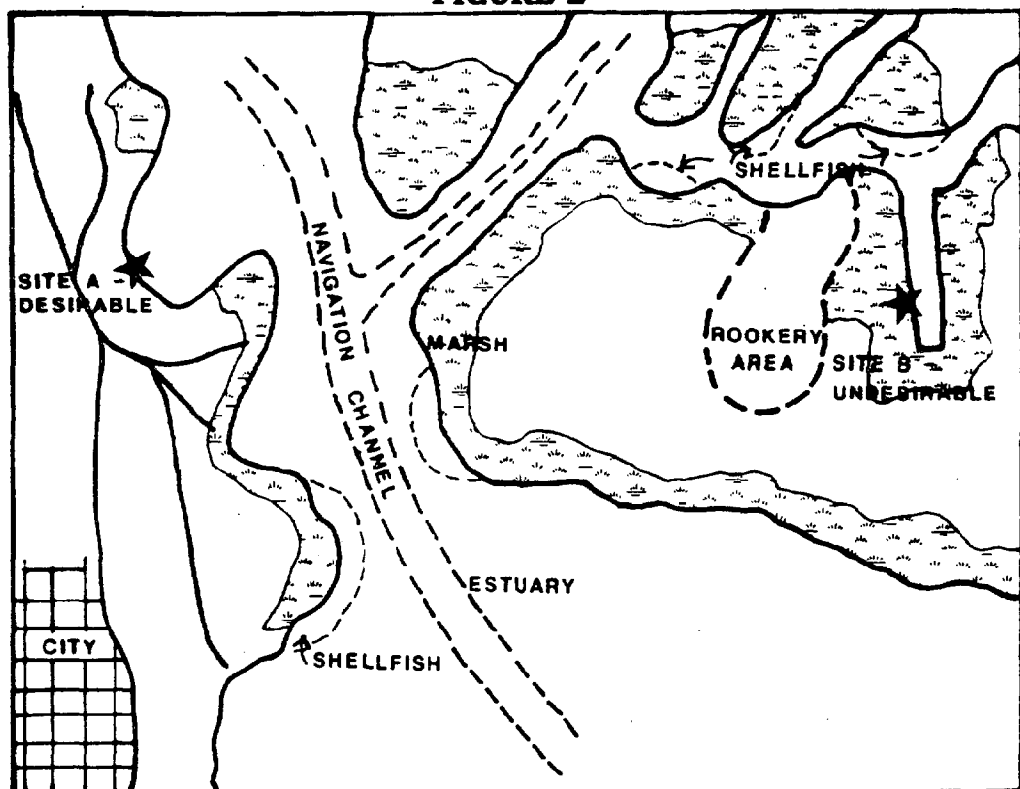 SITE A -
DESIRABLE
NAVIGATION CHANNEL
SHELLFISH
MARSH
ROOKERY
AREA
SITE B -
UNDESIRABLE
ESTUARY
CITY
SHELLFISH